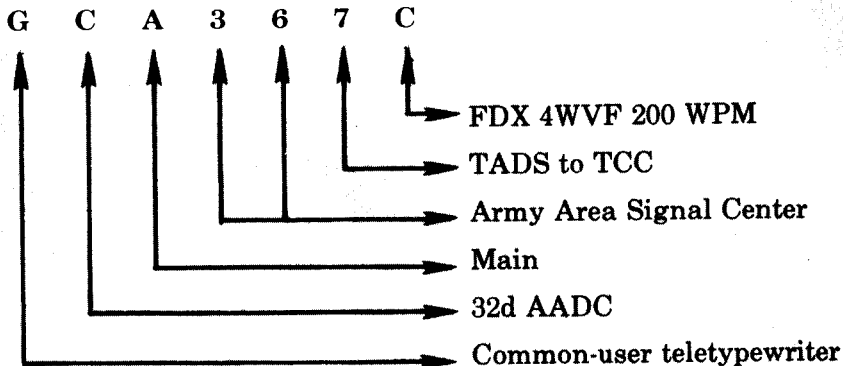 G C A 3 6 7 C
FDX 4WVF 200 WPM
TADS to TCC
Army Area Signal Center
Main
32d AADC
Common-user teletypewriter